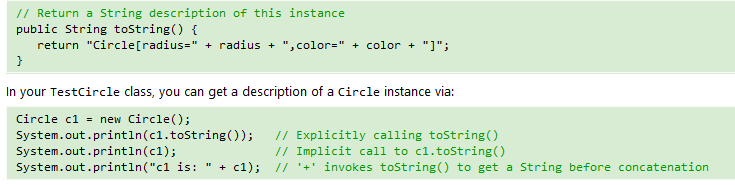 // Return a String description of this instance
public String toString() {
   return "Circle[radius=" + radius + ",color=" + color + "]";
}
In your TestCircle class, you can get a description of a Circle instance via:
Circle c1 = new Circle();
System.out.println(c1.toString());   // Explicitly calling toString()
System.out.println(c1);              // Implicit call to c1.toString()
System.out.println("c1 is: " + c1);  // '+' invokes toString() to get a String before concatenation